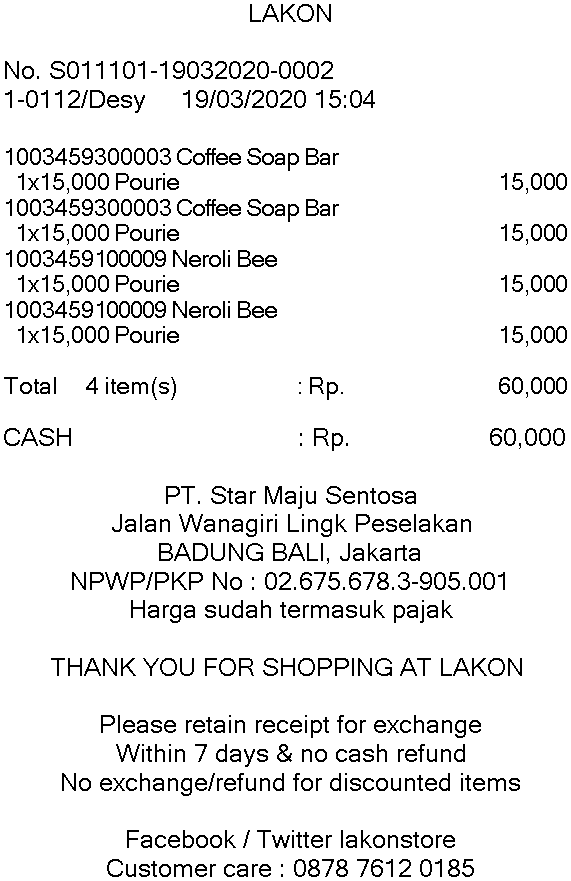 LAKON
No. S011101-19032020-0002
1-0112/Desy 19/03/2020 15:04
1003459300003 Coffee Soap Bar
1x15,000 Pourie 15,000
1003459300003 Coffee Soap Bar
1x15,000 Pourie 15,000
1003459100009 Neroli Bee
1x15,000 Pourie 15,000
1003459100009 Neroli Bee
1x15,000 Pourie 15,000
Total 4 item(s) : Rp. 60,000
CASH : Rp. 60,000
PT. Star Maju Sentosa
Jalan Wanagiri Lingk Peselakan
BADUNG BALI, Jakarta
NPWP/PKP No : 02.675.678.3-905.001
Harga sudah termasuk pajak
THANK YOU FOR SHOPPING AT LAKON
Please retain receipt for exchange
Within 7 days & no cash refund
No exchange/refund for discounted items
Facebook / Twitter lakonstore
Customer care : 0878 7612 0185